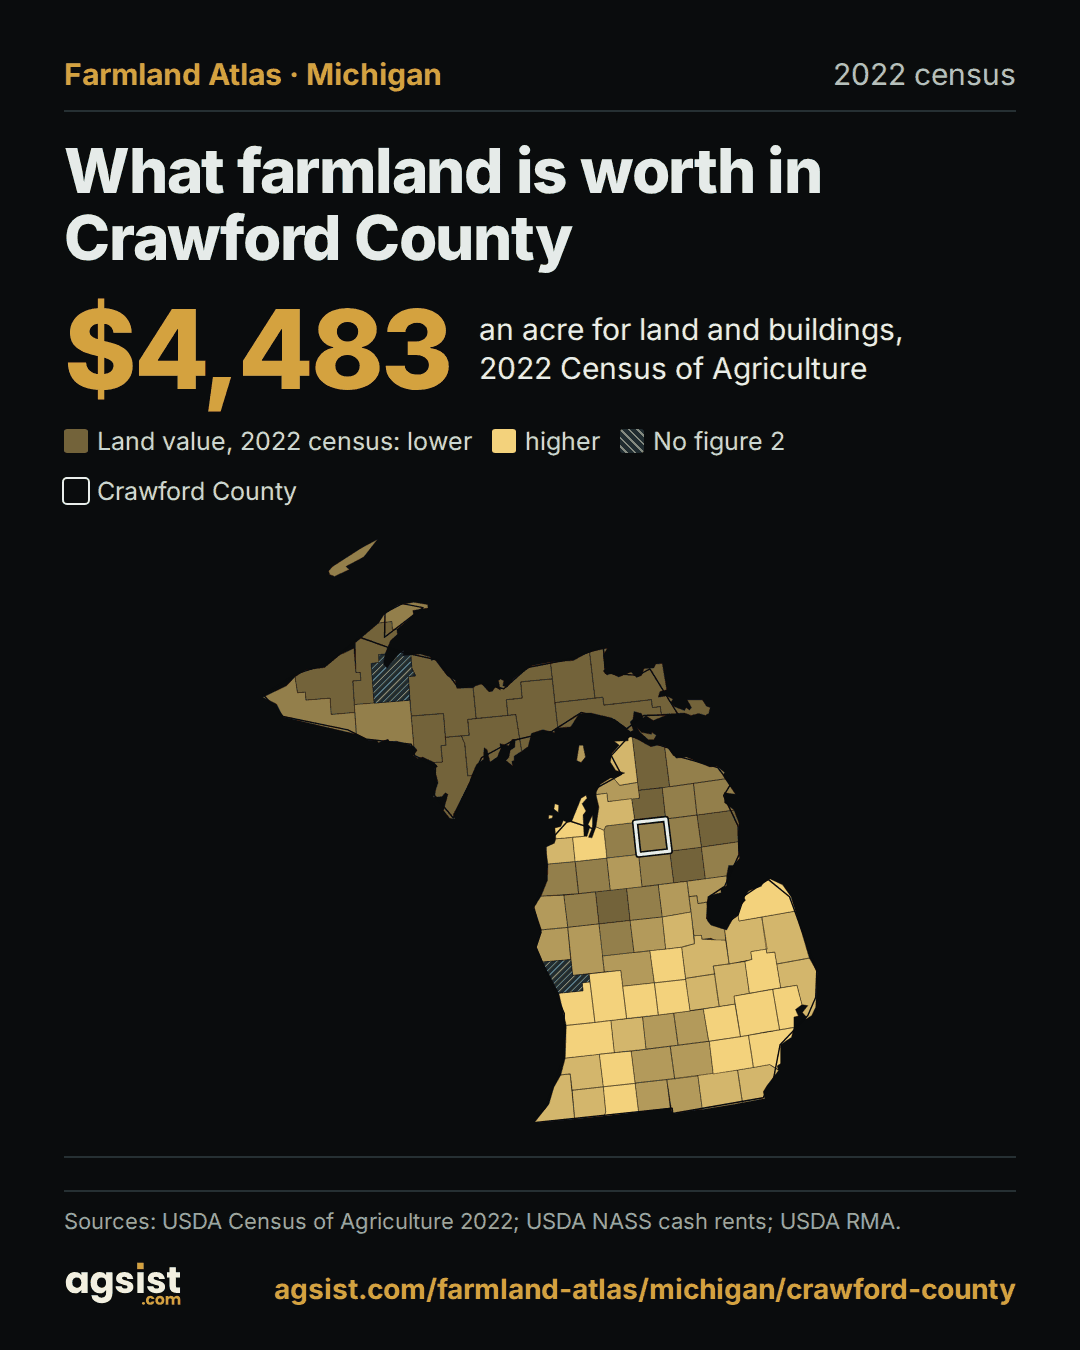 Farmland Atlas · Michigan
2022 census
What farmland is worth in
Crawford County
$4,483
an acre for land and buildings,
2022 Census of Agriculture
Land value, 2022 census: lower
higher
No figure 2
Crawford County
Sources: USDA Census of Agriculture 2022; USDA NASS cash rents; USDA RMA.
agsist
.com
agsist.com/farmland-atlas/michigan/crawford-county